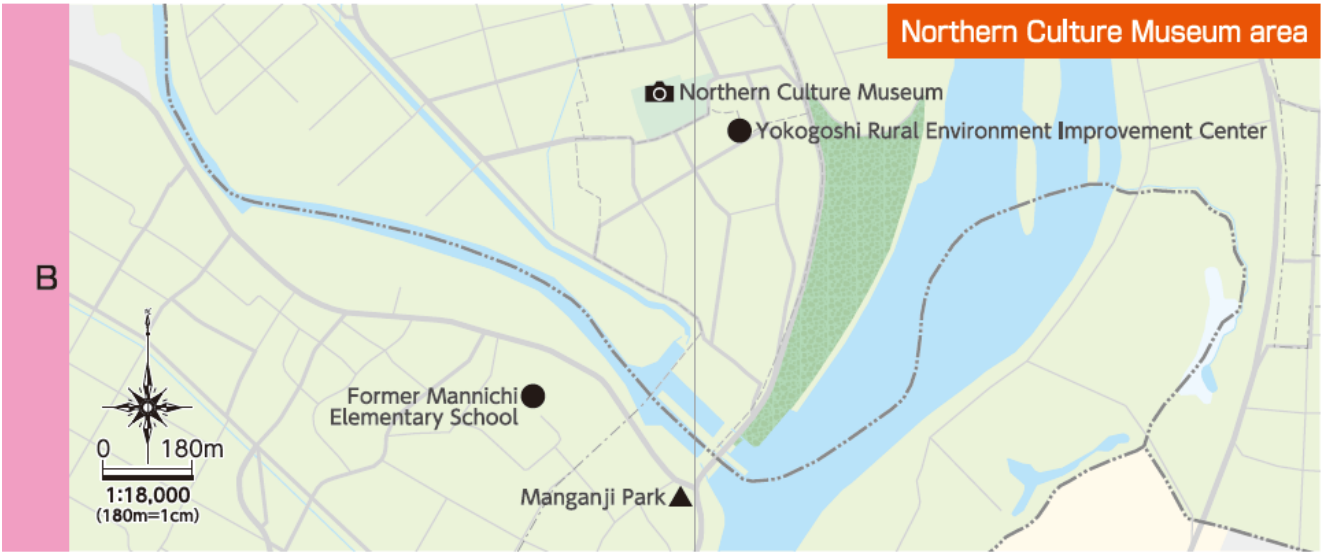 Northern Culture Museum area
Northern Culture Museum
Yokogoshi Rural Environment Improvement Center
B
Former Mannichi
Elementary School
0 180m
1:18,000
(180m=1cm)
Manganji Park